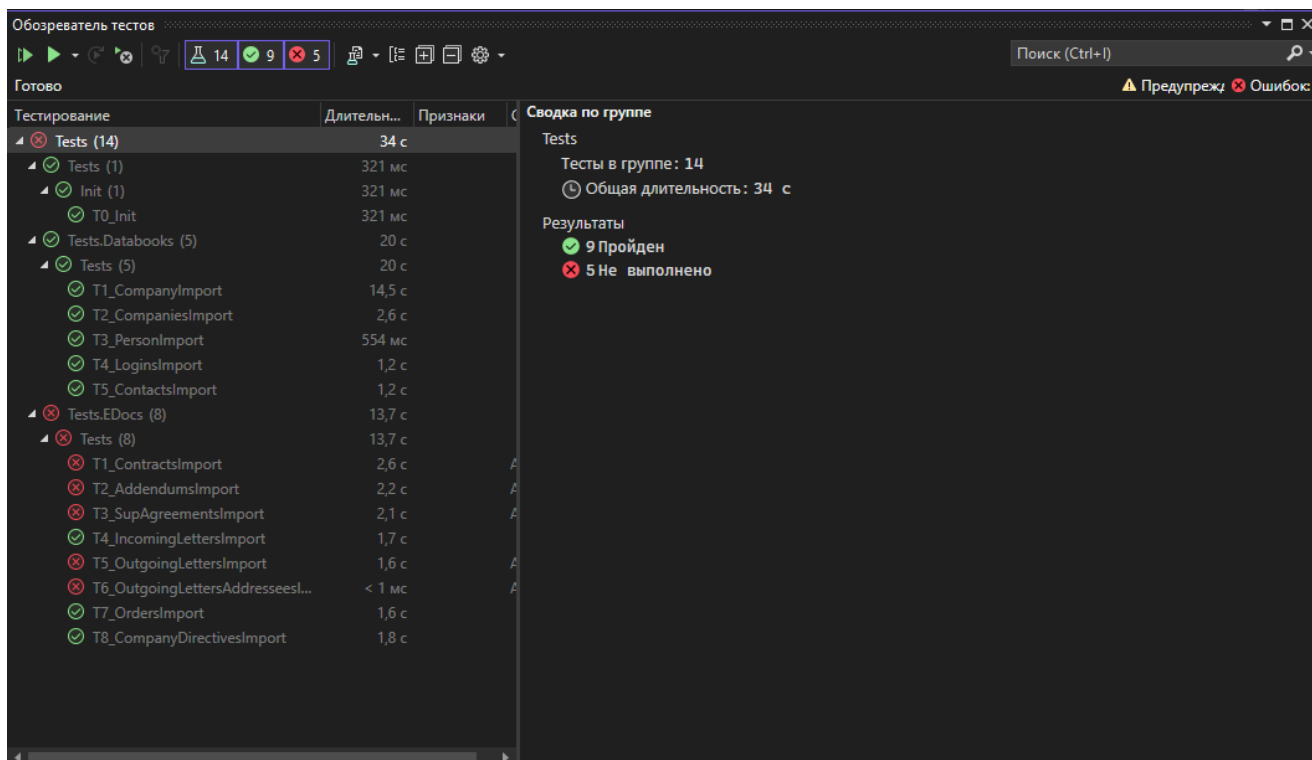 Обозреватель тестов
14 9 5 Поиск (Ctrl+I)
Готово Предупреж Ошибок:
Тестирование Длительн... Признаки
Tests (14) 34 с
Tests (1) 321 мс
Init (1) 321 мс
T0_Init 321 мс
Tests.Databooks (5) 20 с
Tests (5) 20 с
T1_CompanyImport 14,5 с
T2_CompaniesImport 2,6 с
T3_PersonImport 554 мс
T4_LoginsImport 1,2 с
T5_ContactsImport 1,2 с
Tests.EDocs (8) 13,7 с
Tests (8) 13,7 с
T1_ContractsImport 2,6 с
T2_AddendumsImport 2,2 с
T3_SupAgreementsImport 2,1 с
T4_IncomingLettersImport 1,7 с
T5_OutgoingLettersImport 1,6 с
T6_OutgoingLettersAddresseesI... < 1 мс
T7_OrdersImport 1,6 с
T8_CompanyDirectivesImport 1,8 с
Сводка по группе
Tests
Тесты в группе: 14
Общая длительность: 34 с
Результаты
9 Пройден
5 Не выполнено